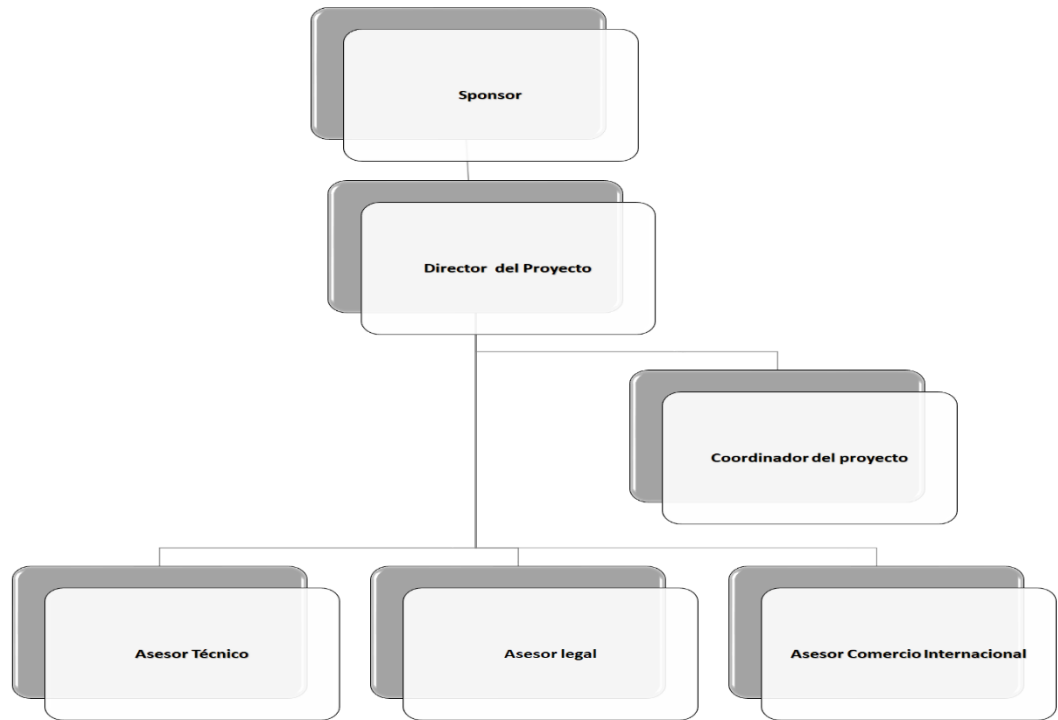 Sponsor
Director del Proyecto
Coordinador del proyecto
Asesor Técnico
Asesor legal
Asesor Comercio Internacional